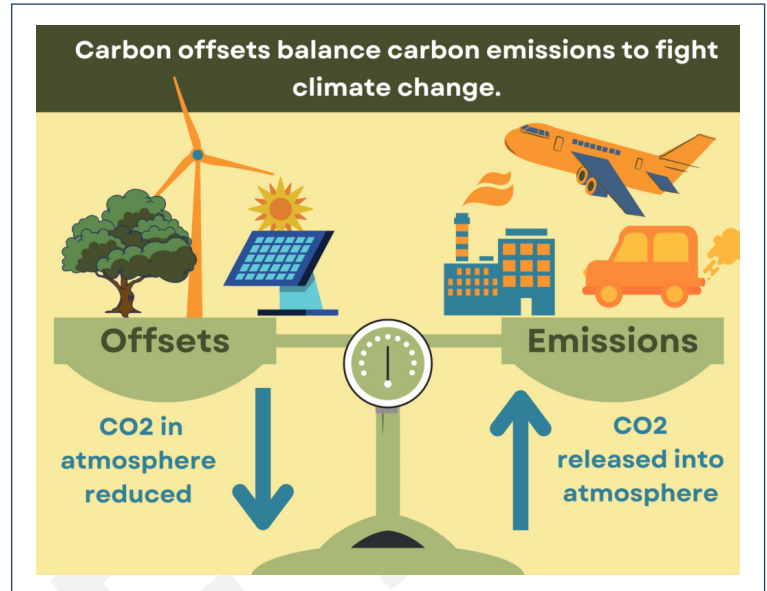 Carbon offsets balance carbon emissions to fight
climate change.
Offsets
Emissions
CO2 in
atmosphere
reduced
CO2
released into
atmosphere